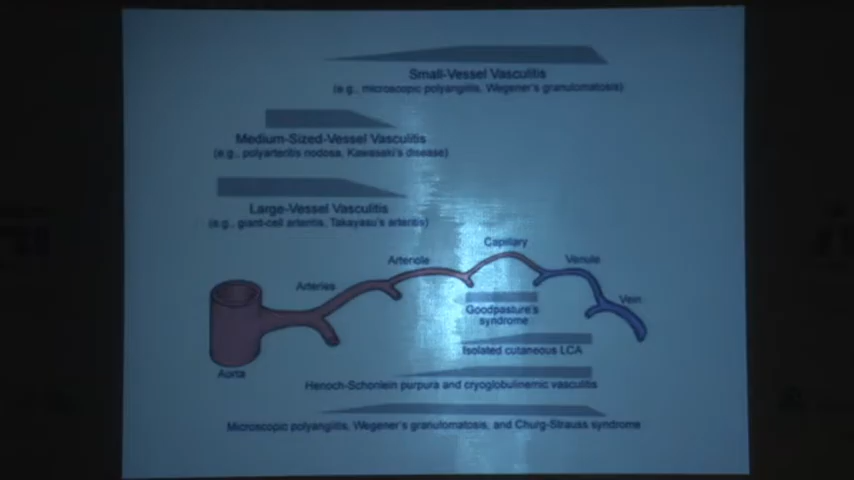 Small-Vessel Vasculitis
(e.g., microscopic polyangiitis, Wegener's granulomatosis)
Medium-Sized-Vessel Vasculitis
(e.g., polyarteritis nodosa, Kawasaki's disease)
Large-Vessel Vasculitis
(e.g., giant-cell arteritis, Takayasu's arteritis)
Capillary
Arteriole
Venule
Arteries
Vein
Goodpasture's
syndrome
Isolated cutaneous LCA
Aorta
Henoch-Schonlein purpura and cryoglobulinemic vasculitis
Microscopic polyangiitis, Wegener's granulomatosis, and Churg-Strauss syndrome